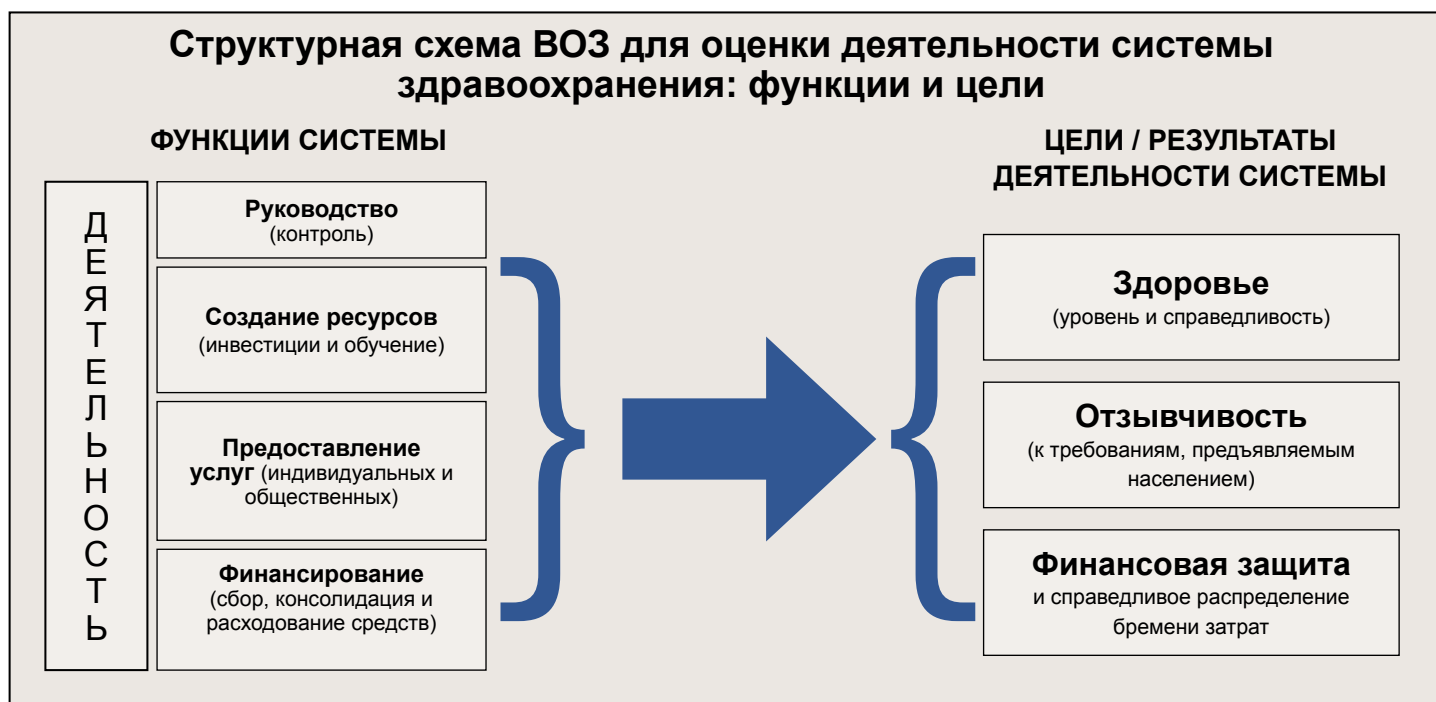 Структурная схема ВОЗ для оценки деятельности системы
здравоохранения: функции и цели
ФУНКЦИИ СИСТЕМЫ
ДЕЯТЕЛЬНОСТЬ
Руководство
(контроль)
Создание ресурсов
(инвестиции и обучение)
Предоставление
услуг (индивидуальных и
общественных)
Финансирование
(сбор, консолидация и
расходование средств)
ЦЕЛИ / РЕЗУЛЬТАТЫ
ДЕЯТЕЛЬНОСТИ СИСТЕМЫ
Здоровье
(уровень и справедливость)
Отзывчивость
(к требованиям, предъявляемым
населением)
Финансовая защита
и справедливое распределение
бремени затрат